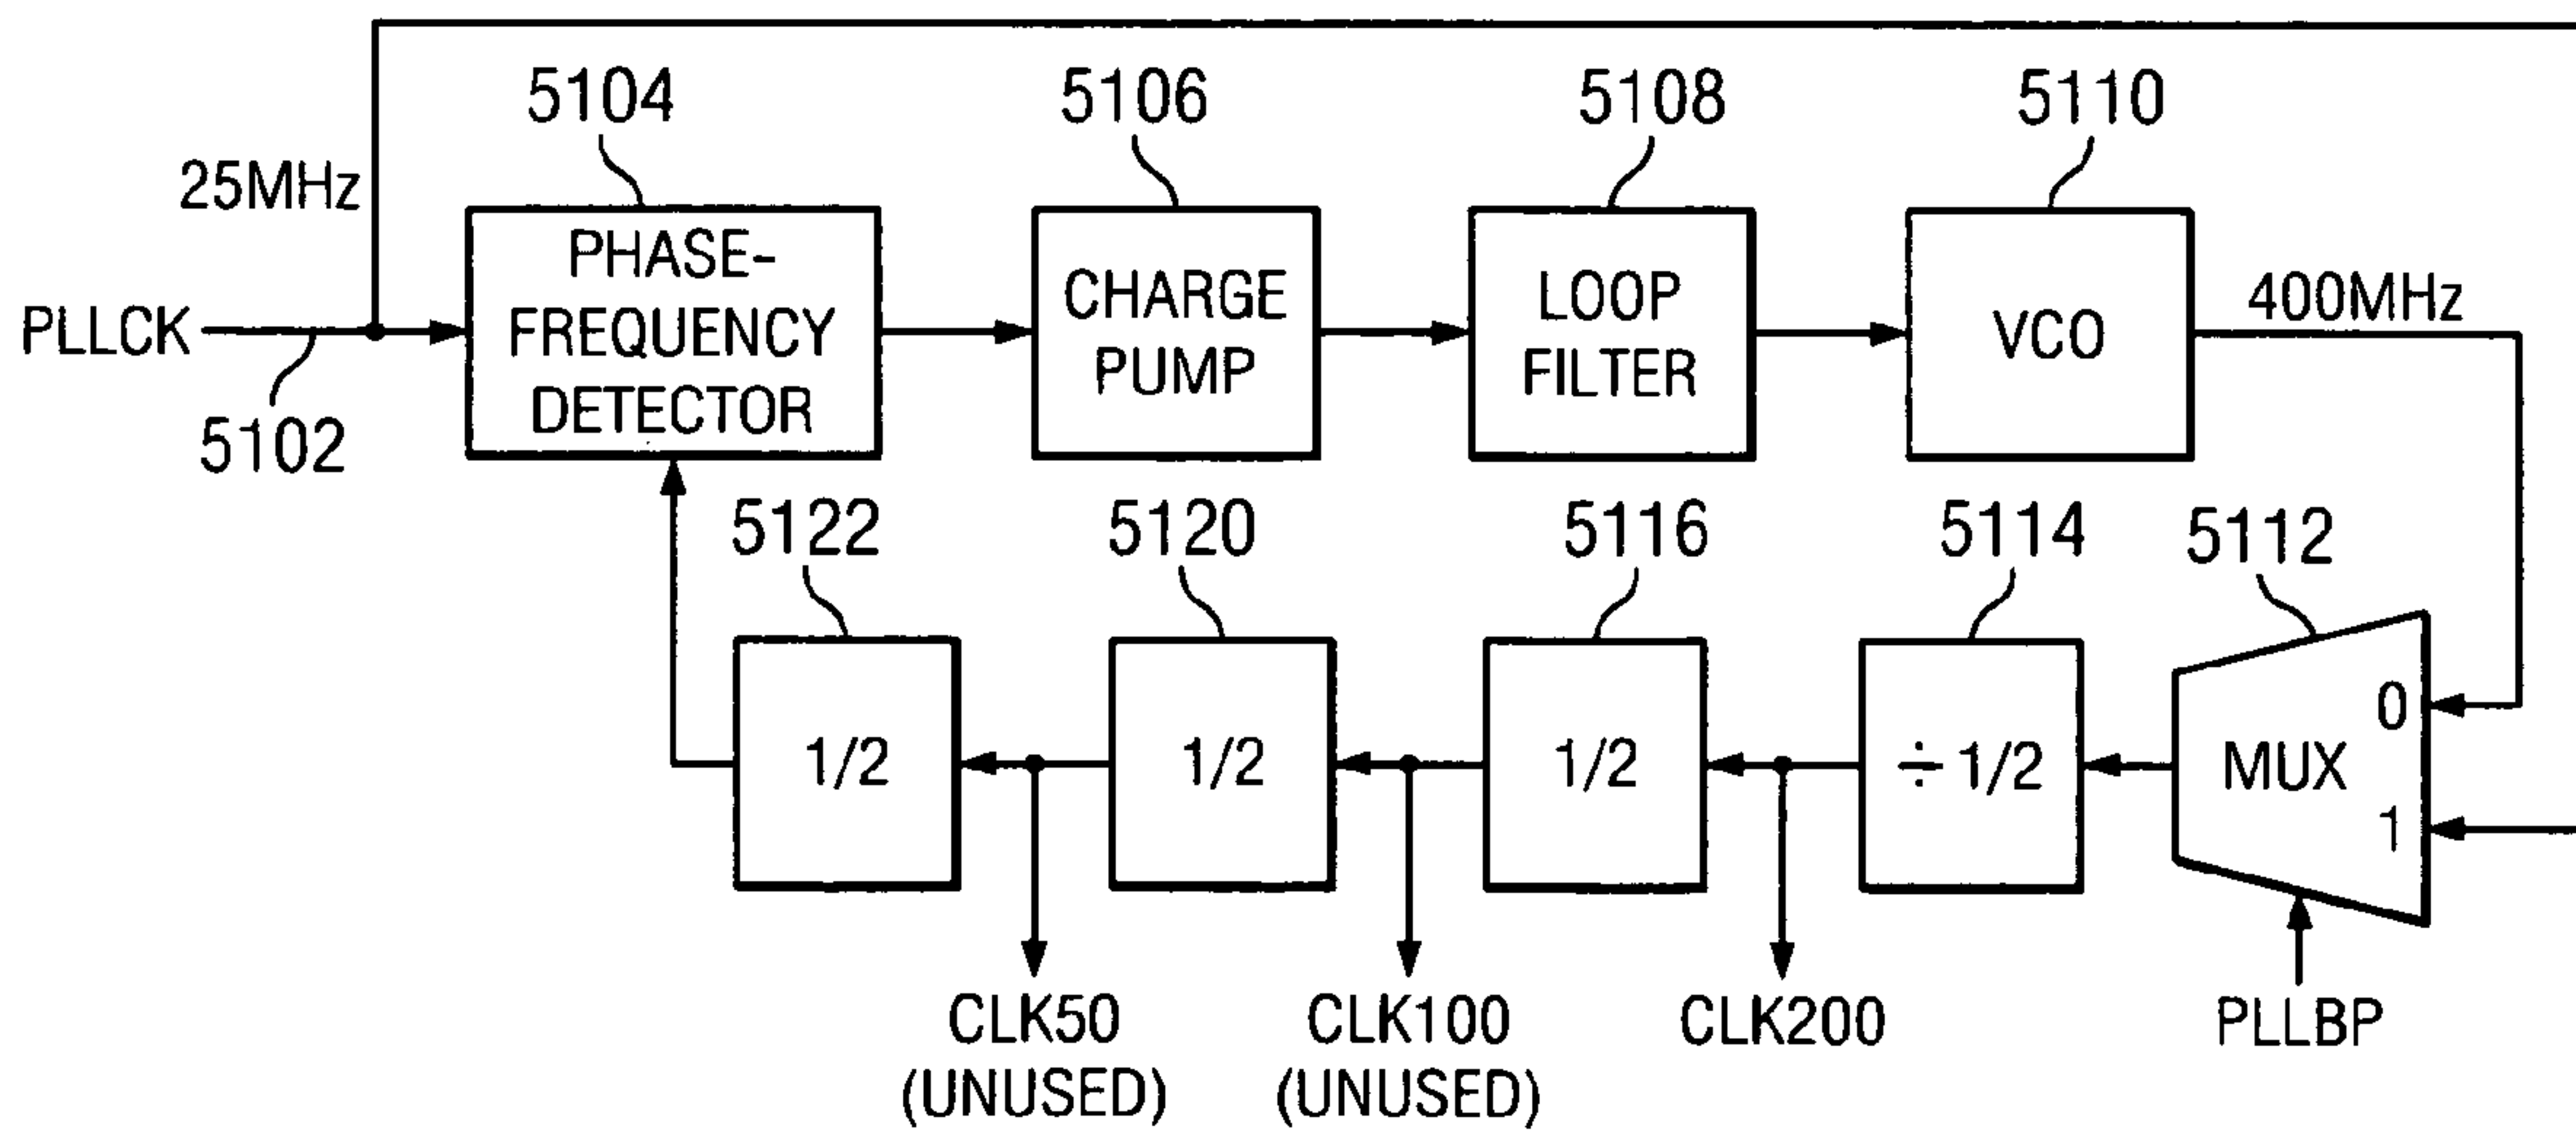 5104
5106
5108
5110
25MHz
PHASE-
FREQUENCY
DETECTOR
CHARGE
PUMP
LOOP
FILTER
VCO
400MHz
PLLCK
5102
5122
5120
5116
5114
5112
1/2
1/2
1/2
÷ 1/2
0
MUX
1
CLK50
(UNUSED)
CLK100
(UNUSED)
CLK200
PLLBP